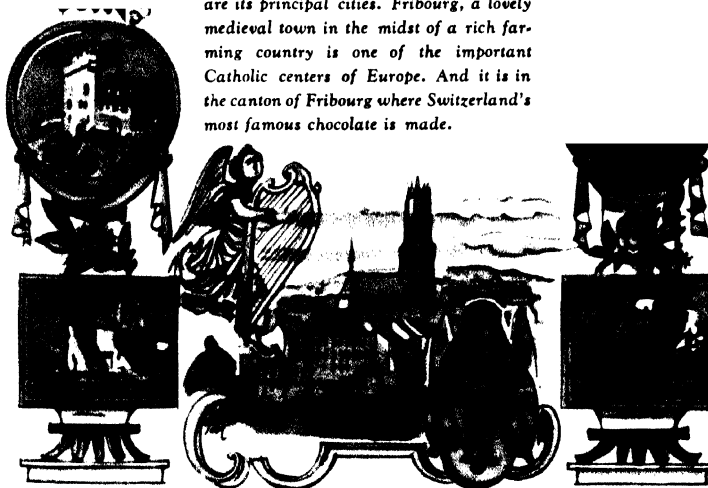 are its principal cities. Fribourg, a lovely
medieval town in the midst of a rich far-
ming country is one of the important
Catholic centers of Europe. And it is in
the canton of Fribourg where Switzerland's
most famous chocolate is made.